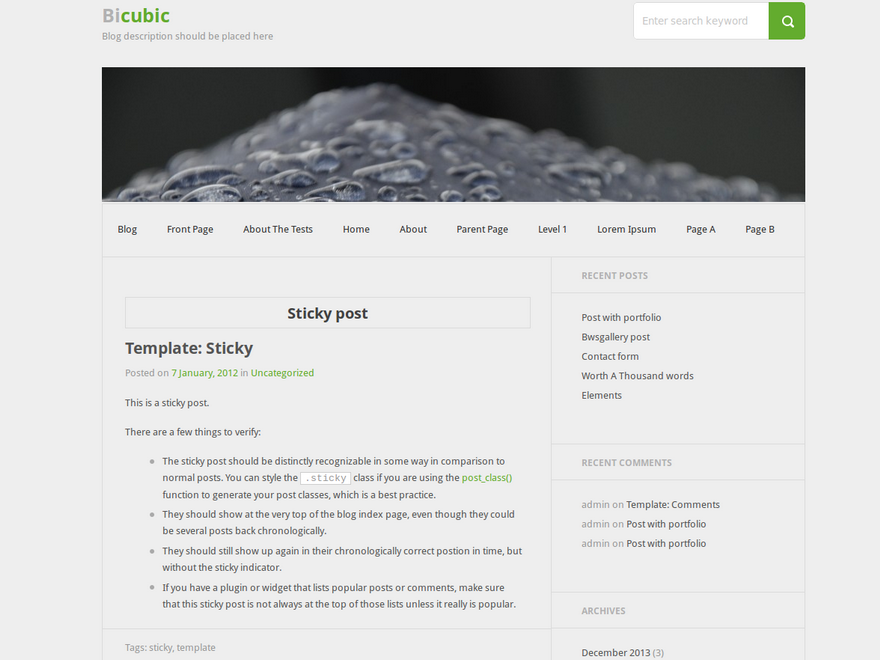 Bicubic
Blog description should be placed here
Enter search keyword
Blog Front Page About The Tests Home About Parent Page Level 1 Lorem Ipsum Page A Page B
Sticky post
Template: Sticky
Posted on 7 January, 2012 in Uncategorized
This is a sticky post.
There are a few things to verify:
The sticky post should be distinctly recognizable in some way in comparison to
normal posts. You can style the .sticky class if you are using the post_class()
function to generate your post classes, which is a best practice.
They should show at the very top of the blog index page, even though they could
be several posts back chronologically.
They should still show up again in their chronologically correct postion in time, but
without the sticky indicator.
If you have a plugin or widget that lists popular posts or comments, make sure
that this sticky post is not always at the top of those lists unless it really is popular.
Tags: sticky, template
RECENT POSTS
Post with portfolio
Bwsgallery post
Contact form
Worth A Thousand words
Elements
RECENT COMMENTS
admin on Template: Comments
admin on Post with portfolio
admin on Post with portfolio
ARCHIVES
December 2013 (3)